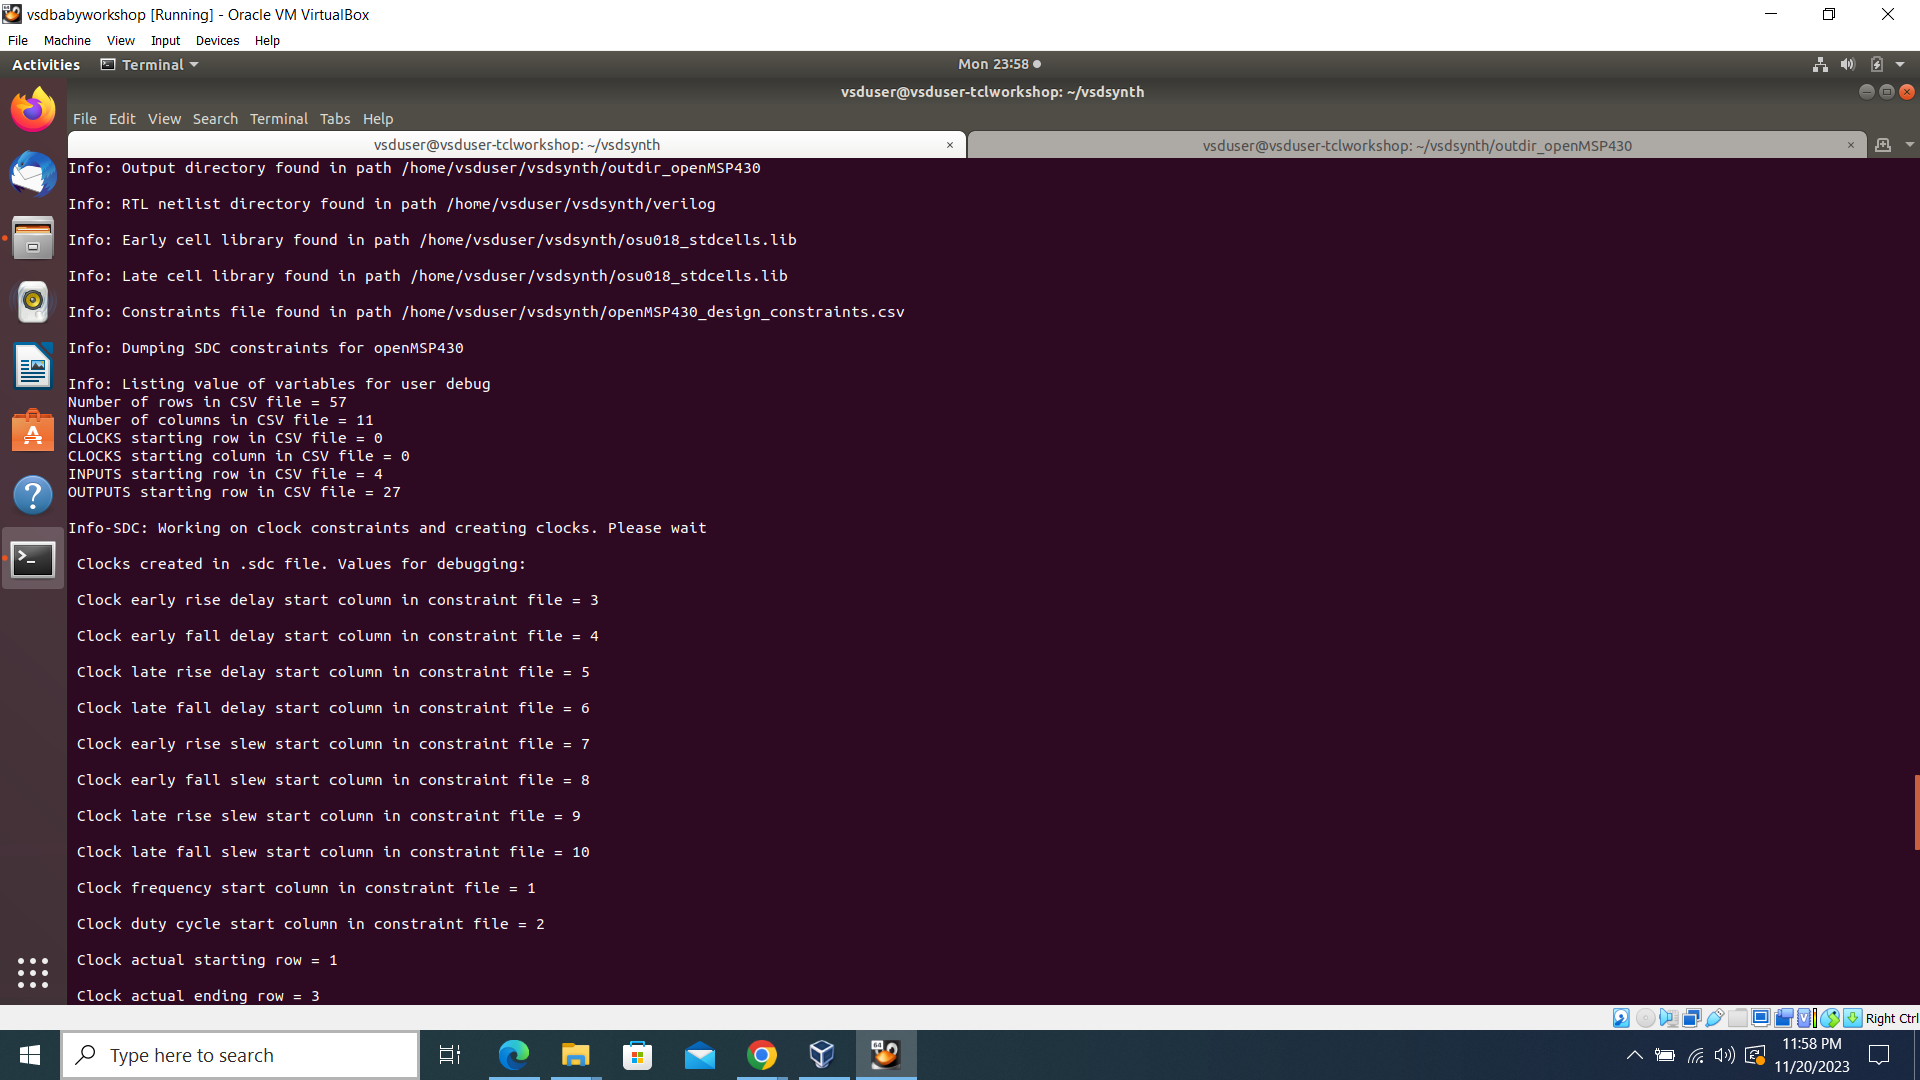 vsdbabyworkshop [Running] - Oracle VM VirtualBox
File Machine View Input Devices Help
Activities Terminal Mon 23:58
vsduser@vsduser-tclworkshop: ~/vsdsynth
File Edit View Search Terminal Tabs Help
vsduser@vsduser-tclworkshop: ~/vsdsynth × vsduser@vsduser-tclworkshop: ~/vsdsynth/outdir_openMSP430 ×
Info: Output directory found in path /home/vsduser/vsdsynth/outdir_openMSP430
Info: RTL netlist directory found in path /home/vsduser/vsdsynth/verilog
Info: Early cell library found in path /home/vsduser/vsdsynth/osu018_stdcells.lib
Info: Late cell library found in path /home/vsduser/vsdsynth/osu018_stdcells.lib
Info: Constraints file found in path /home/vsduser/vsdsynth/openMSP430_design_constraints.csv
Info: Dumping SDC constraints for openMSP430
Info: Listing value of variables for user debug
Number of rows in CSV file = 57
Number of columns in CSV file = 11
CLOCKS starting row in CSV file = 0
CLOCKS starting column in CSV file = 0
INPUTS starting row in CSV file = 4
OUTPUTS starting row in CSV file = 27
Info-SDC: Working on clock constraints and creating clocks. Please wait
Clocks created in .sdc file. Values for debugging:
Clock early rise delay start column in constraint file = 3
Clock early fall delay start column in constraint file = 4
Clock late rise delay start column in constraint file = 5
Clock late fall delay start column in constraint file = 6
Clock early rise slew start column in constraint file = 7
Clock early fall slew start column in constraint file = 8
Clock late rise slew start column in constraint file = 9
Clock late fall slew start column in constraint file = 10
Clock frequency start column in constraint file = 1
Clock duty cycle start column in constraint file = 2
Clock actual starting row = 1
Clock actual ending row = 3
Right Ctrl
Type here to search
11:58 PM
11/20/2023